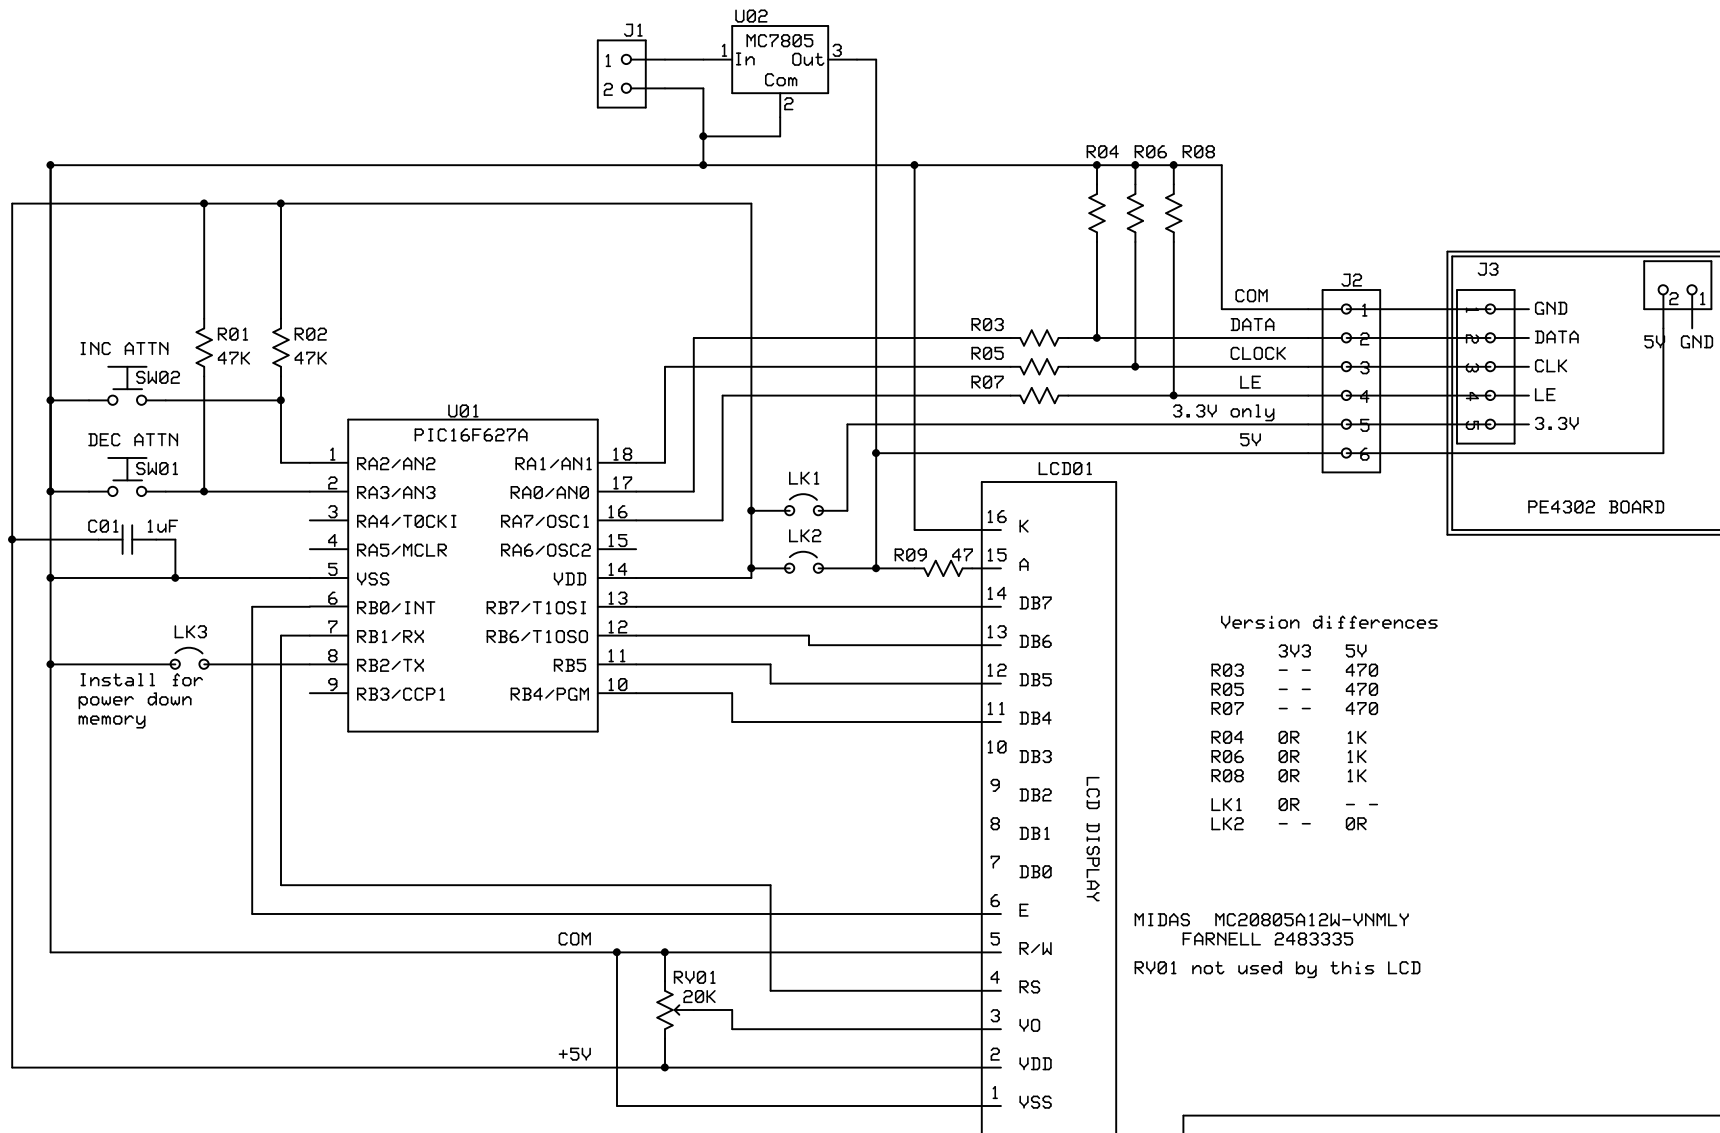 J1
1
2
U02
MC7805
1 In Out 3
Com
2
R04 R06 R08
R01
47K
R02
47K
INC ATTN
SW02
DEC ATTN
SW01
C01 1uF
U01
PIC16F627A
1 RA2/AN2
2 RA3/AN3
3 RA4/T0CKI
4 RA5/MCLR
5 VSS
6 RB0/INT
7 RB1/RX
8 RB2/TX
9 RB3/CCP1
RA1/AN1 18
RA0/AN0 17
RA7/OSC1 16
RA6/OSC2 15
VDD 14
RB7/T1OSI 13
RB6/T1OSO 12
RB5 11
RB4/PGM 10
LK3
Install for
power down
memory
LK1
LK2
R03
R05
R07
R09 47
COM
DATA
CLOCK
LE
3.3V only
5V
J2
1
2
3
4
5
6
J3
1 GND
2 DATA
3 CLK
4 LE
5 3.3V
2 1
5V GND
PE4302 BOARD
LCD01
16 K
15 A
14 DB7
13 DB6
12 DB5
11 DB4
10 DB3
9 DB2
8 DB1
7 DB0
6 E
5 R/W
4 RS
3 VO
2 VDD
1 VSS
LCD DISPLAY
COM
RV01
20K
+5V
Version differences
3V3 5V
R03 - - 470
R05 - - 470
R07 - - 470
R04 0R 1K
R06 0R 1K
R08 0R 1K
LK1 0R - -
LK2 - - 0R
MIDAS MC20805A12W-VNMLY
FARNELL 2483335
RV01 not used by this LCD